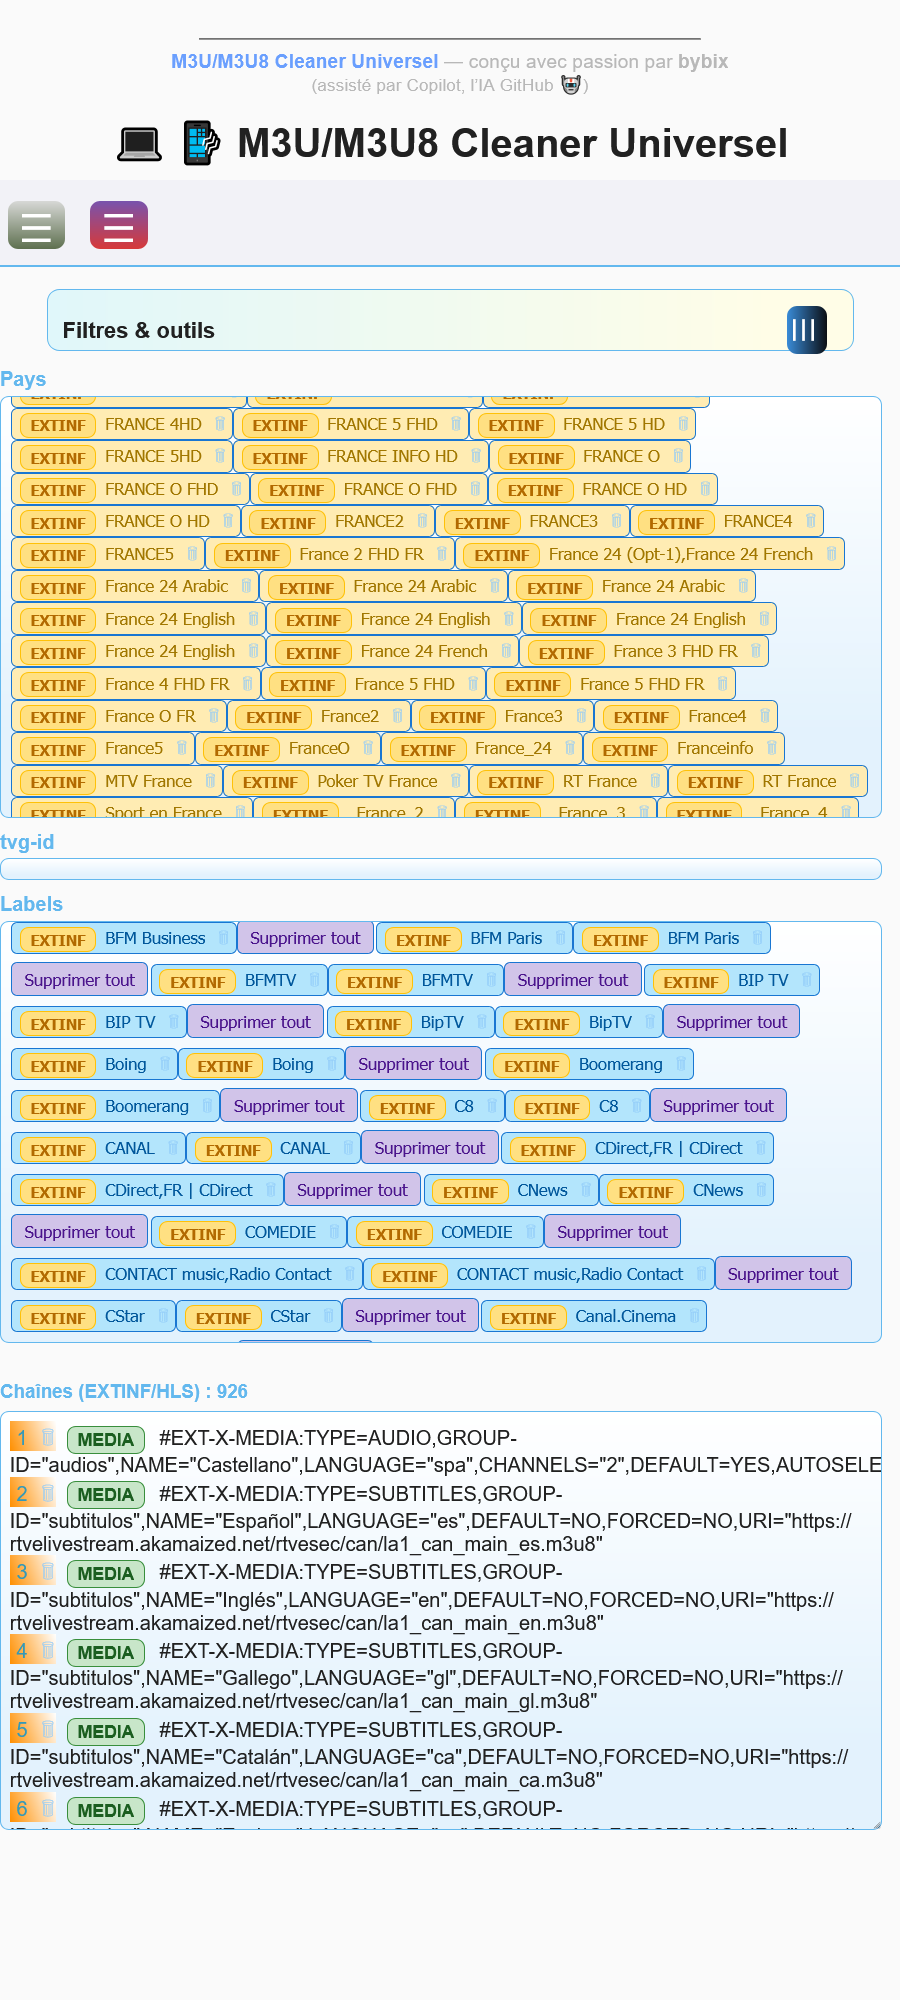 M3U/M3U8 Cleaner Universel — conçu avec passion par bybix
(assisté par Copilot, l'IA GitHub )
M3U/M3U8 Cleaner Universel
Filtres & outils
Pays
EXTINF FRANCE 4HD EXTINF FRANCE 5 FHD EXTINF FRANCE 5 HD
EXTINF FRANCE 5HD EXTINF FRANCE INFO HD EXTINF FRANCE O
EXTINF FRANCE O FHD EXTINF FRANCE O FHD EXTINF FRANCE O HD
EXTINF FRANCE O HD EXTINF FRANCE2 EXTINF FRANCE3 EXTINF FRANCE4
EXTINF FRANCE5 EXTINF France 2 FHD FR EXTINF France 24 (Opt-1),France 24 French
EXTINF France 24 Arabic EXTINF France 24 Arabic EXTINF France 24 Arabic
EXTINF France 24 English EXTINF France 24 English EXTINF France 24 English
EXTINF France 24 English EXTINF France 24 French EXTINF France 3 FHD FR
EXTINF France 4 FHD FR EXTINF France 5 FHD EXTINF France 5 FHD FR
EXTINF France O FR EXTINF France2 EXTINF France3 EXTINF France4
EXTINF France5 EXTINF FranceO EXTINF France_24 EXTINF Franceinfo
EXTINF MTV France EXTINF Poker TV France EXTINF RT France EXTINF RT France
EXTINF Sport en France EXTINF France_2 EXTINF France_3 EXTINF France_4
tvg-id
Labels
EXTINF BFM Business Supprimer tout EXTINF BFM Paris EXTINF BFM Paris
Supprimer tout EXTINF BFMTV EXTINF BFMTV Supprimer tout EXTINF BIP TV
EXTINF BIP TV Supprimer tout EXTINF BipTV EXTINF BipTV Supprimer tout
EXTINF Boing EXTINF Boing Supprimer tout EXTINF Boomerang
EXTINF Boomerang Supprimer tout EXTINF C8 EXTINF C8 Supprimer tout
EXTINF CANAL EXTINF CANAL Supprimer tout EXTINF CDirect,FR | CDirect
EXTINF CDirect,FR | CDirect Supprimer tout EXTINF CNews EXTINF CNews
Supprimer tout EXTINF COMEDIE EXTINF COMEDIE Supprimer tout
EXTINF CONTACT music,Radio Contact EXTINF CONTACT music,Radio Contact Supprimer tout
EXTINF CStar EXTINF CStar Supprimer tout EXTINF Canal.Cinema
Chaînes (EXTINF/HLS) : 926
1 MEDIA #EXT-X-MEDIA:TYPE=AUDIO,GROUP-
ID="audios",NAME="Castellano",LANGUAGE="spa",CHANNELS="2",DEFAULT=YES,AUTOSELE
2 MEDIA #EXT-X-MEDIA:TYPE=SUBTITLES,GROUP-
ID="subtitulos",NAME="Español",LANGUAGE="es",DEFAULT=NO,FORCED=NO,URI="https://
rtvelivestream.akamaized.net/rtvesec/can/la1_can_main_es.m3u8"
3 MEDIA #EXT-X-MEDIA:TYPE=SUBTITLES,GROUP-
ID="subtitulos",NAME="Inglés",LANGUAGE="en",DEFAULT=NO,FORCED=NO,URI="https://
rtvelivestream.akamaized.net/rtvesec/can/la1_can_main_en.m3u8"
4 MEDIA #EXT-X-MEDIA:TYPE=SUBTITLES,GROUP-
ID="subtitulos",NAME="Gallego",LANGUAGE="gl",DEFAULT=NO,FORCED=NO,URI="https://
rtvelivestream.akamaized.net/rtvesec/can/la1_can_main_gl.m3u8"
5 MEDIA #EXT-X-MEDIA:TYPE=SUBTITLES,GROUP-
ID="subtitulos",NAME="Catalán",LANGUAGE="ca",DEFAULT=NO,FORCED=NO,URI="https://
rtvelivestream.akamaized.net/rtvesec/can/la1_can_main_ca.m3u8"
6 MEDIA #EXT-X-MEDIA:TYPE=SUBTITLES,GROUP-